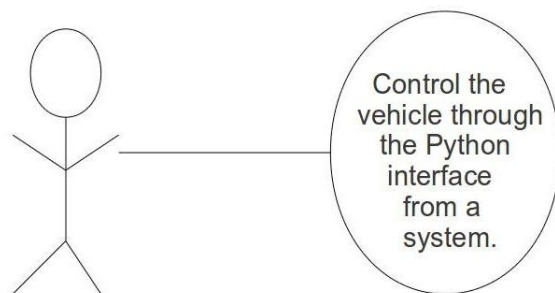 Control the
vehicle through
the Python
interface
from a
system.